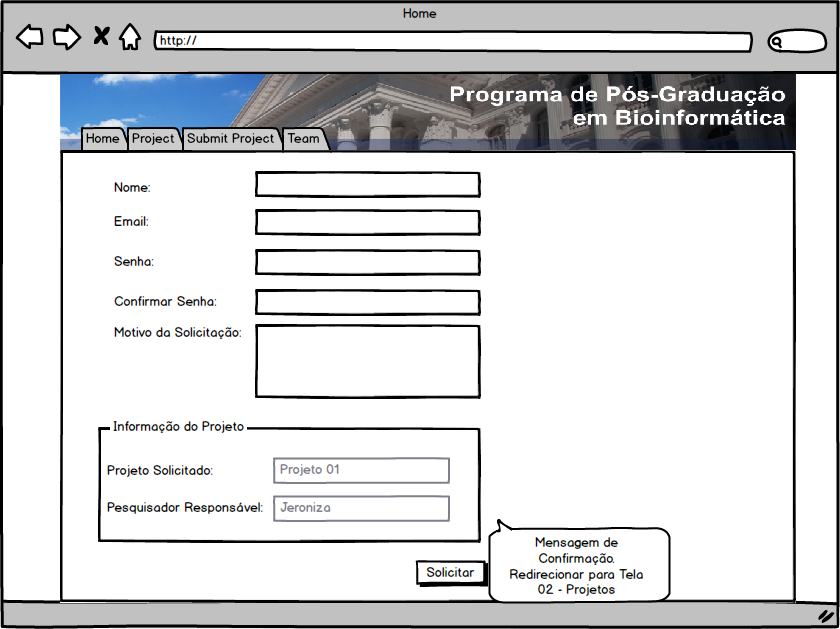 Home
http://
Programa de Pós-Graduação
em Bioinformática
Home Project Submit Project Team
Nome:
Email:
Senha:
Confirmar Senha:
Motivo da Solicitação:
Informação do Projeto
Projeto Solicitado: Projeto 01
Pesquisador Responsável: Jeroniza
Solicitar
Mensagem de
Confirmação.
Redirecionar para Tela
02 - Projetos